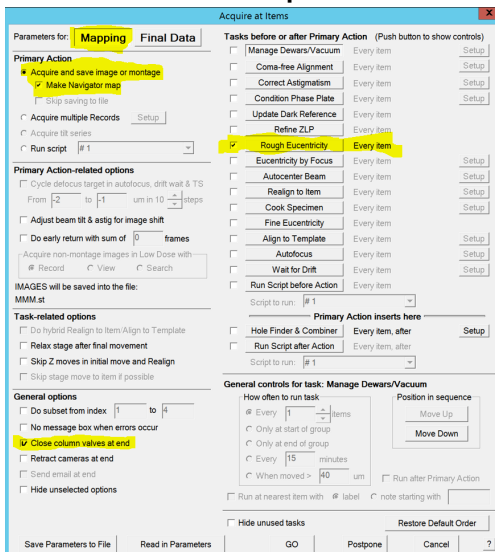 Acquire at Items
X
Parameters for: Mapping Final Data
Primary Action
Acquire and save image or montage
Make Navigator map
Skip saving to file
Acquire multiple Records Setup
Acquire tilt series
Run script # 1
Primary Action-related options
Cycle defocus target in autofocus, drift wait & TS
From -2 to -1 um in 10 steps
Adjust beam tilt & astig for image shift
Do early return with sum of 0 frames
Acquire non-montage images in Low Dose with
Record View Search
IMAGES will be saved into the file:
MMM.st
Task-related options
Do hybrid Realign to Item/Align to Template
Relax stage after final movement
Skip Z moves in initial move and Realign
Skip stage move to item if possible
General options
Do subset from index 1 to 4
No message box when errors occur
Close column valves at end
Retract cameras at end
Send email at end
Hide unselected options
Tasks before or after Primary Action (Push button to show controls)
Manage Dewars/Vacuum Every item Setup
Coma-free Alignment Every item Setup
Correct Astigmatism Every item Setup
Condition Phase Plate Every item Setup
Update Dark Reference Every item
Refine ZLP Every item
Rough Eucentricity Every item
Eucentricity by Focus Every item Setup
Autocenter Beam Every item Setup
Realign to Item Every item Setup
Cook Specimen Every item Setup
Fine Eucentricity Every item
Align to Template Every item Setup
Autofocus Every item Setup
Wait for Drift Every item Setup
Run Script before Action Every item
Script to run: # 1
Primary Action inserts here
Hole Finder & Combiner Every item, after Setup
Run Script after Action Every item, after
Script to run: # 1
General controls for task: Manage Dewars/Vacuum
How often to run task
Every 1 items
Only at start of group
Only at end of group
Every 15 minutes
When moved > 40 um
Position in sequence
Move Up
Move Down
Run after Primary Action
Run at nearest item with label note starting with
Hide unused tasks Restore Default Order
Save Parameters to File Read in Parameters GO Postpone Cancel ?